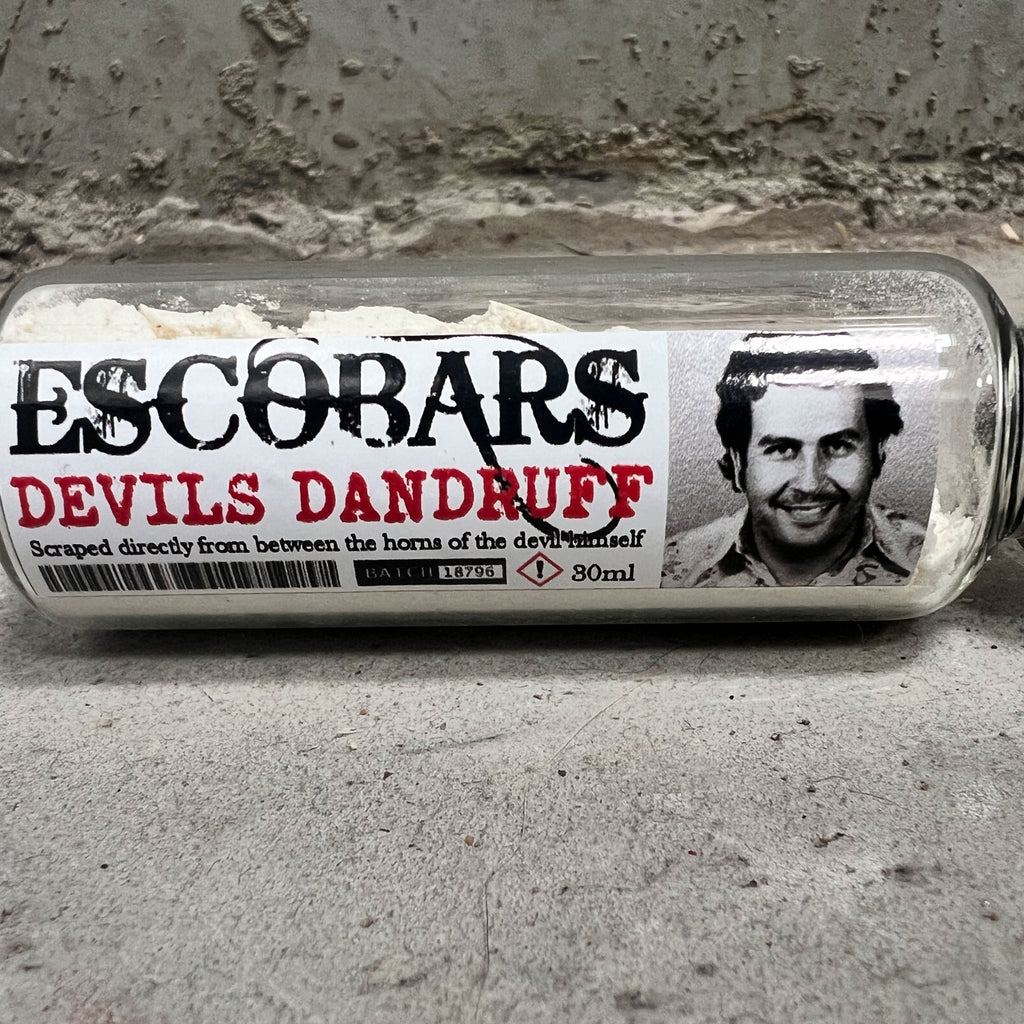 ESCOBARS
DEVILS DANDRUFF
Scraped directly from between the horns of the devil himself
BATCH 18796 ! 30ml